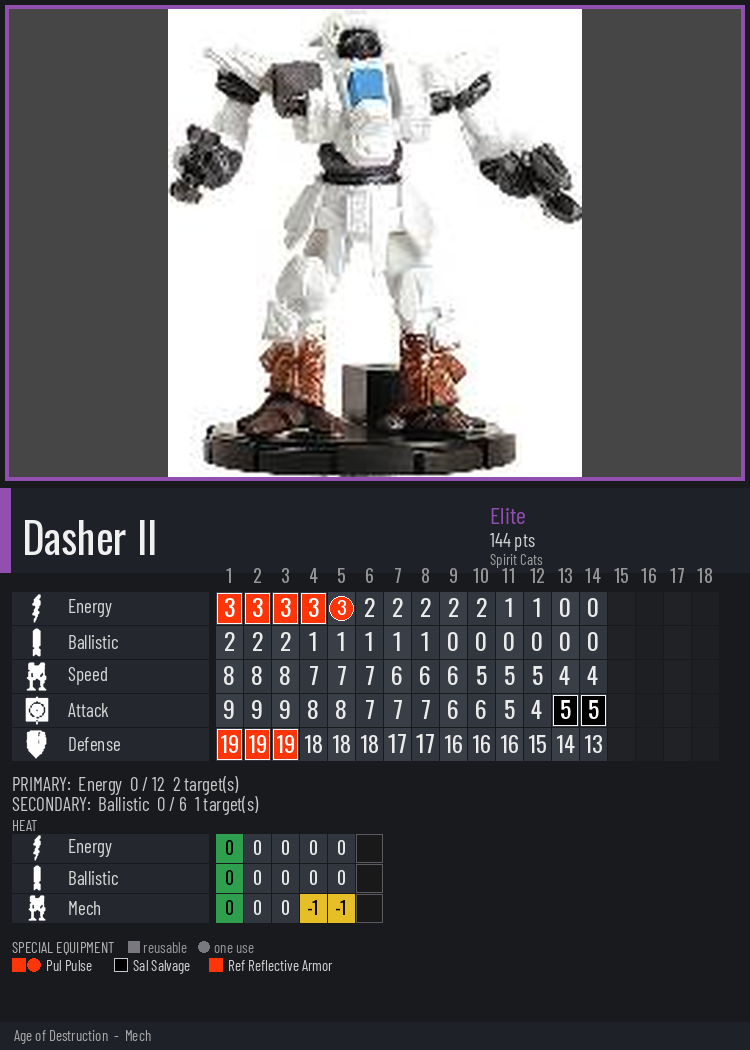 Dasher II
Elite
144 pts
Spirit Cats
1 2 3 4 5 6 7 8 9 10 11 12 13 14 15 16 17 18
Energy 3 3 3 3 3 2 2 2 2 2 1 1 0 0
Ballistic 2 2 2 1 1 1 1 1 0 0 0 0 0 0
Speed 8 8 8 7 7 7 6 6 6 5 5 5 4 4
Attack 9 9 9 8 8 7 7 7 6 6 5 4 5 5
Defense 19 19 19 18 18 18 17 17 16 16 16 15 14 13
PRIMARY: Energy 0 / 12 2 target(s)
SECONDARY: Ballistic 0 / 6 1 target(s)
HEAT
Energy 0 0 0 0 0
Ballistic 0 0 0 0 0
Mech 0 0 0 -1 -1
SPECIAL EQUIPMENT reusable one use
Pul Pulse Sal Salvage Ref Reflective Armor
Age of Destruction - Mech